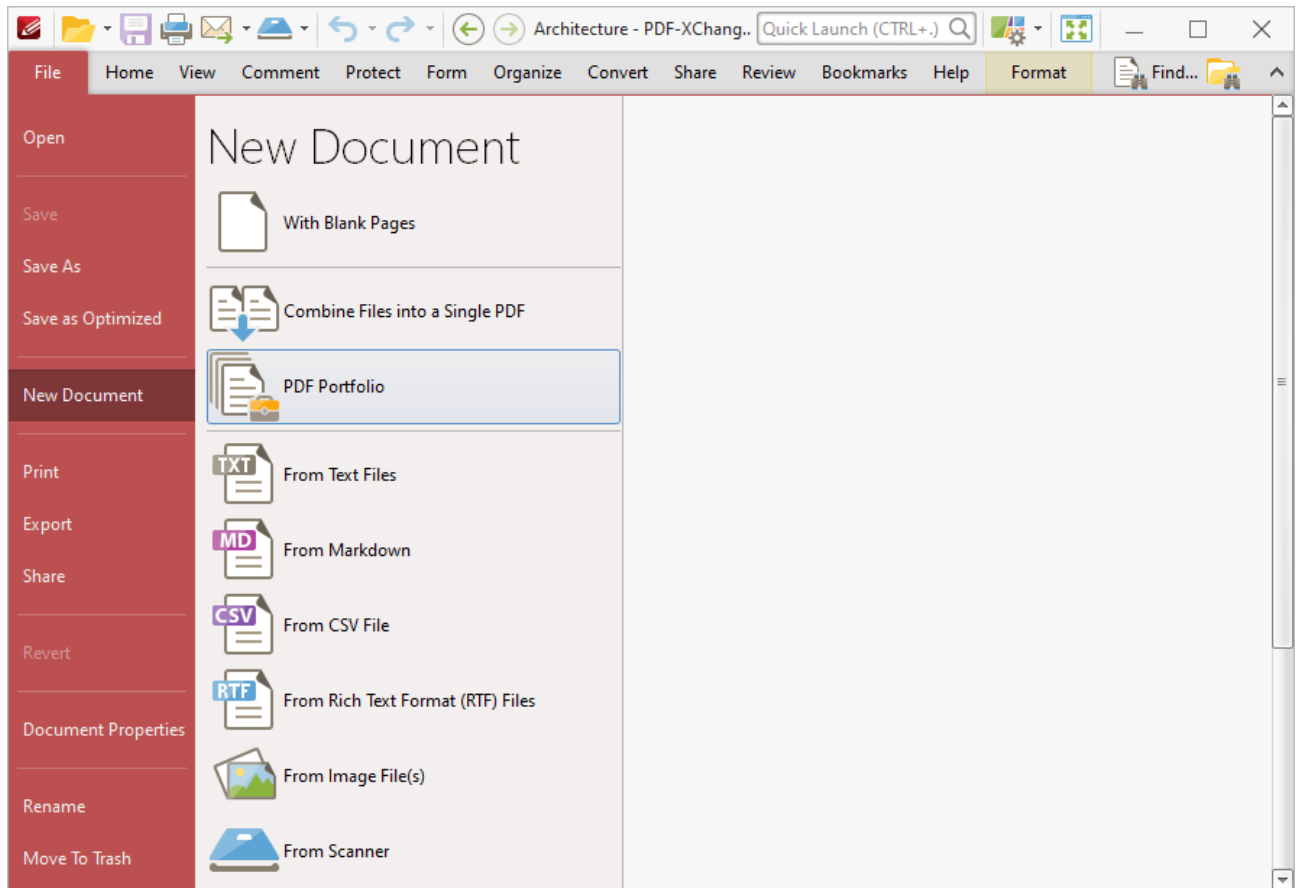 Architecture - PDF-XChang.. Quick Launch (CTRL+.)
File Home View Comment Protect Form Organize Convert Share Review Bookmarks Help Format Find...
Open
Save
Save As
Save as Optimized
New Document
Print
Export
Share
Revert
Document Properties
Rename
Move To Trash
New Document
With Blank Pages
Combine Files into a Single PDF
PDF Portfolio
TXT From Text Files
MD From Markdown
CSV From CSV File
RTF From Rich Text Format (RTF) Files
From Image File(s)
From Scanner